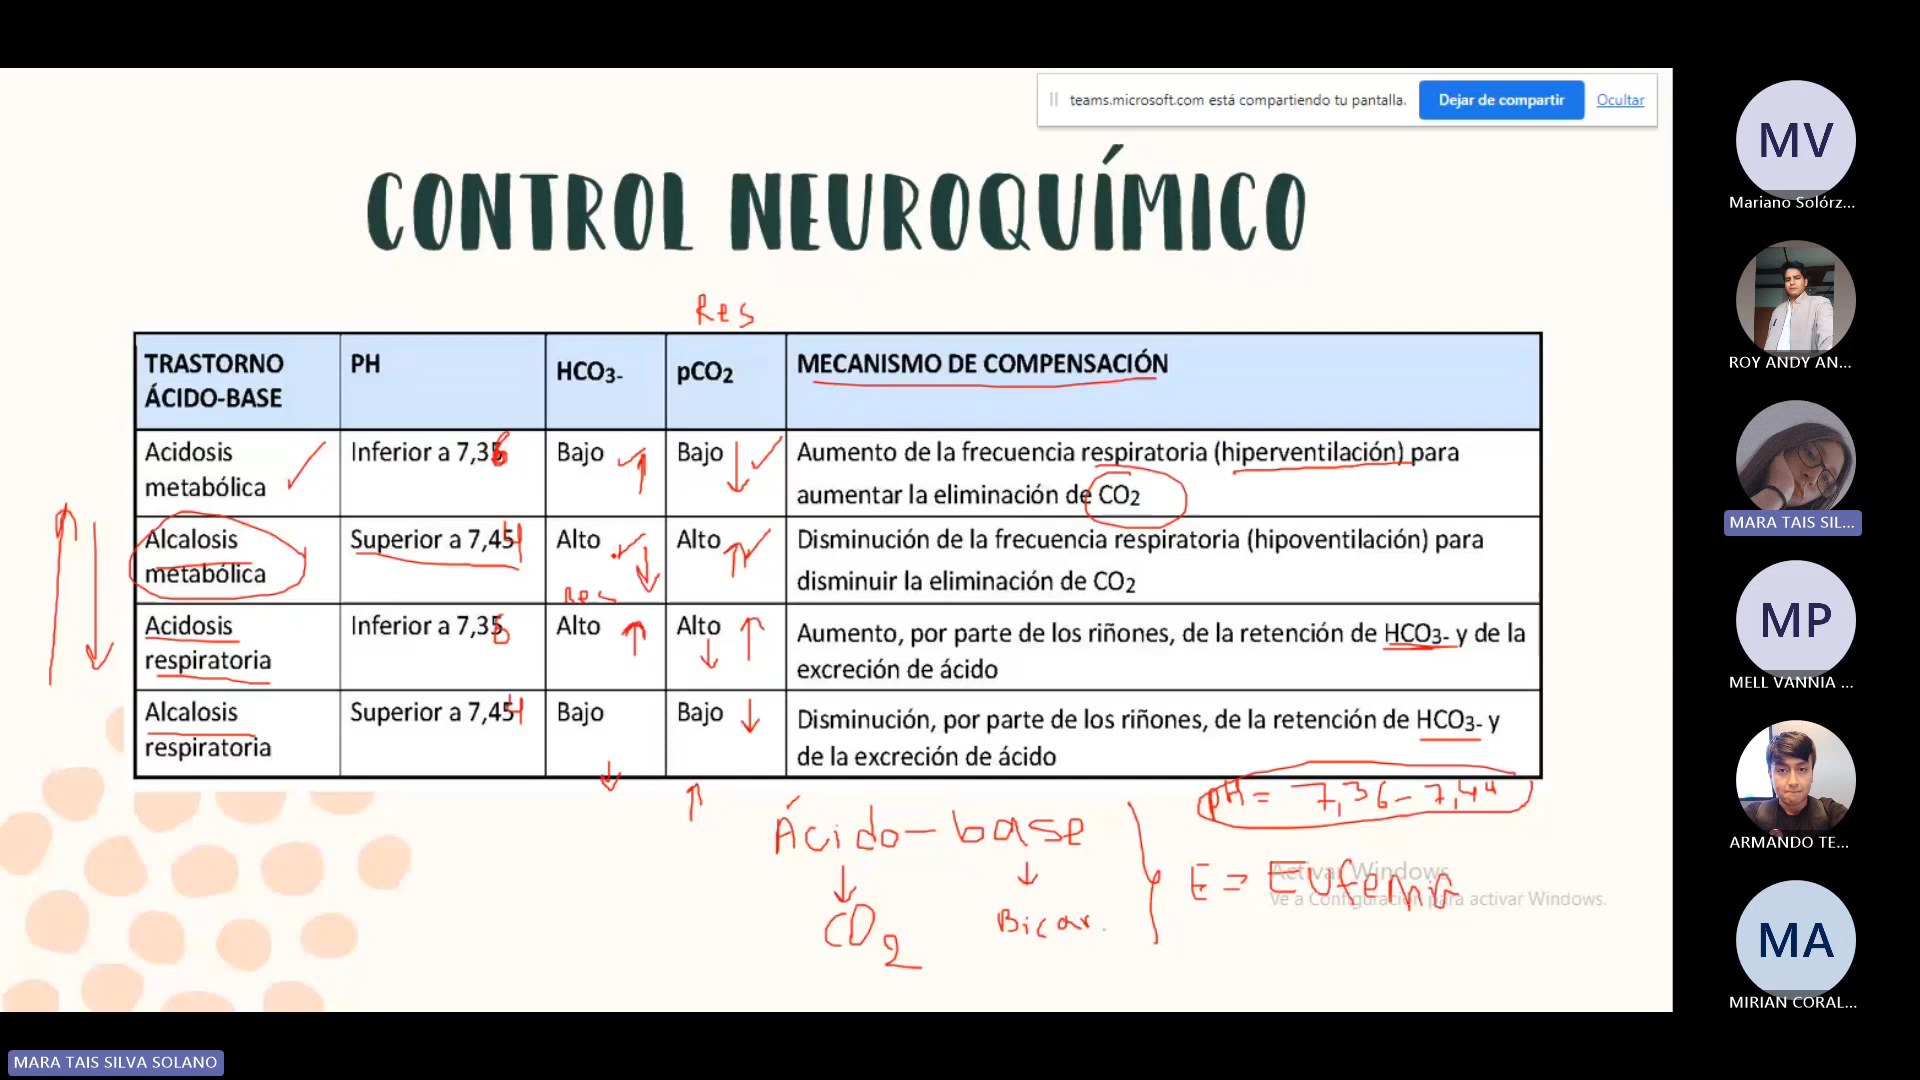 teams.microsoft.com está compartiendo tu pantalla. Dejar de compartir Ocultar
CONTROL NEUROQUÍMICO
Res
TRASTORNO ÁCIDO-BASE PH HCO3- pCO2 MECANISMO DE COMPENSACIÓN
Acidosis metabólica Inferior a 7,35 6 Bajo Bajo Aumento de la frecuencia respiratoria (hiperventilación) para
aumentar la eliminación de CO2
Alcalosis metabólica Superior a 7,45 4 Alto Alto Disminución de la frecuencia respiratoria (hipoventilación) para
disminuir la eliminación de CO2
Res
Acidosis respiratoria Inferior a 7,35 6 Alto Alto Aumento, por parte de los riñones, de la retención de HCO3- y de la
excreción de ácido
Alcalosis respiratoria Superior a 7,45 4 Bajo Bajo Disminución, por parte de los riñones, de la retención de HCO3- y
de la excreción de ácido
pH = 7,36 - 7,44
Ácido - base
CO2 Bicar.
E = Eufemia
Activar Windows
Ve a Configuración para activar Windows.
MV
Mariano Solórz...
ROY ANDY AN...
MARA TAIS SIL...
MP
MELL VANNIA ...
ARMANDO TE...
MA
MIRIAN CORAL...
MARA TAIS SILVA SOLANO